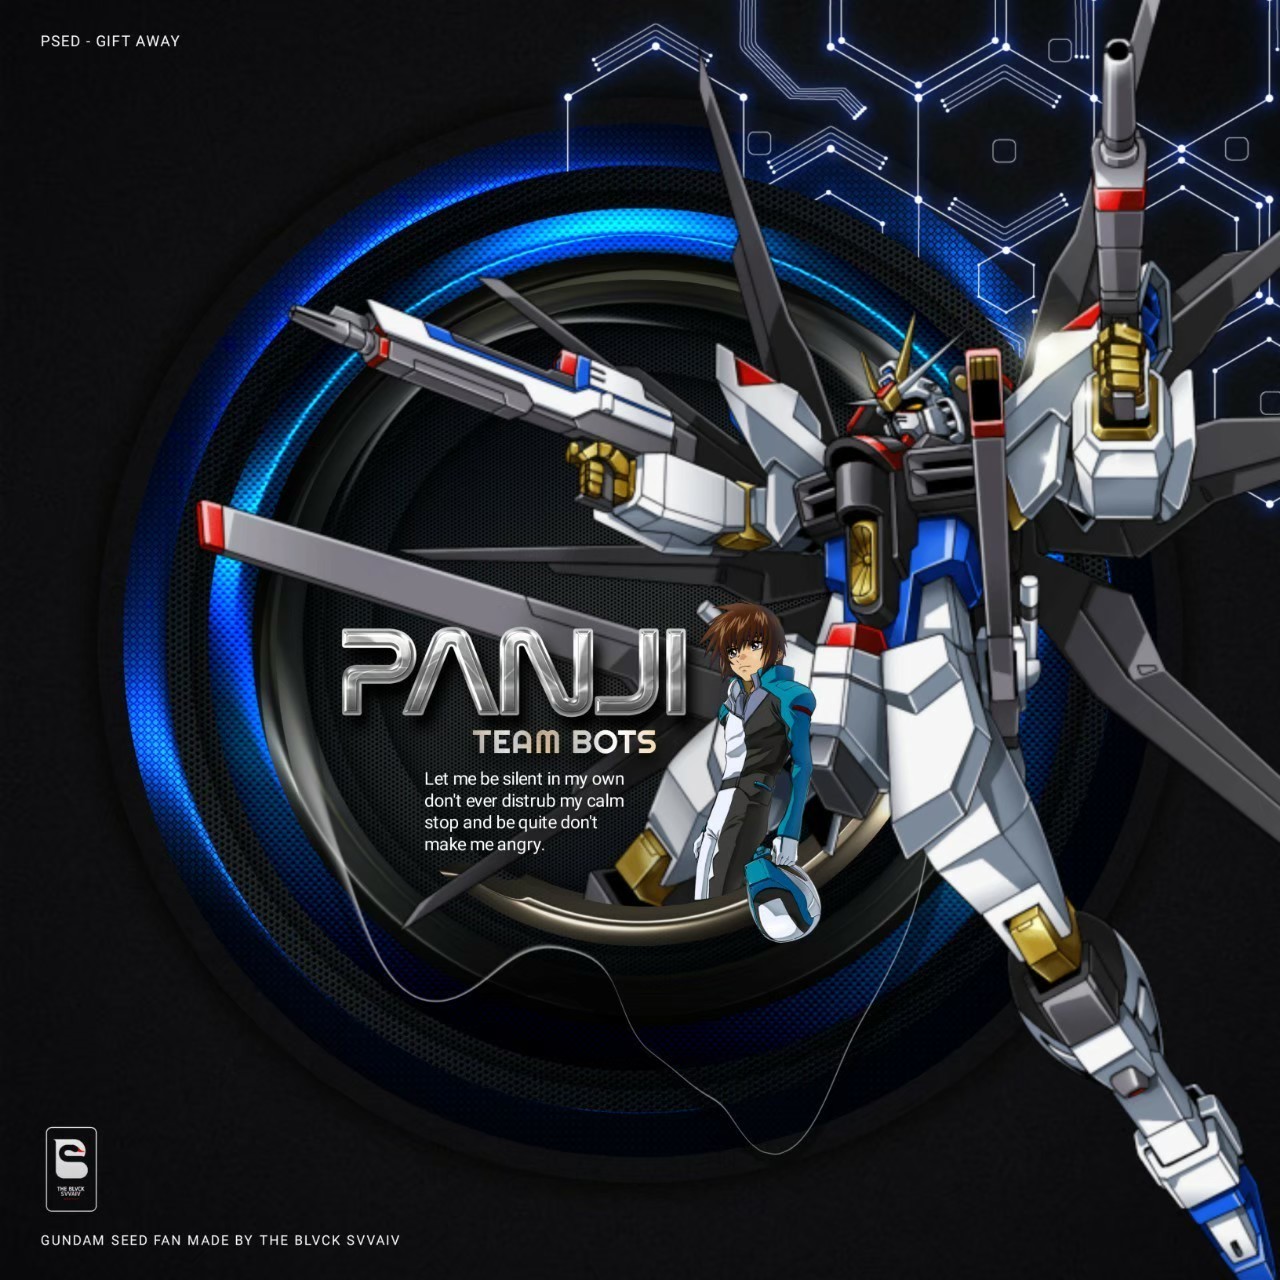 PSED - GIFT AWAY
PANJI
TEAM BOTS
Let me be silent in my own
don't ever distrub my calm
stop and be quite don't
make me angry.
THE BLVCK
SVVAIV
GUNDAM SEED FAN MADE BY THE BLVCK SVVAIV